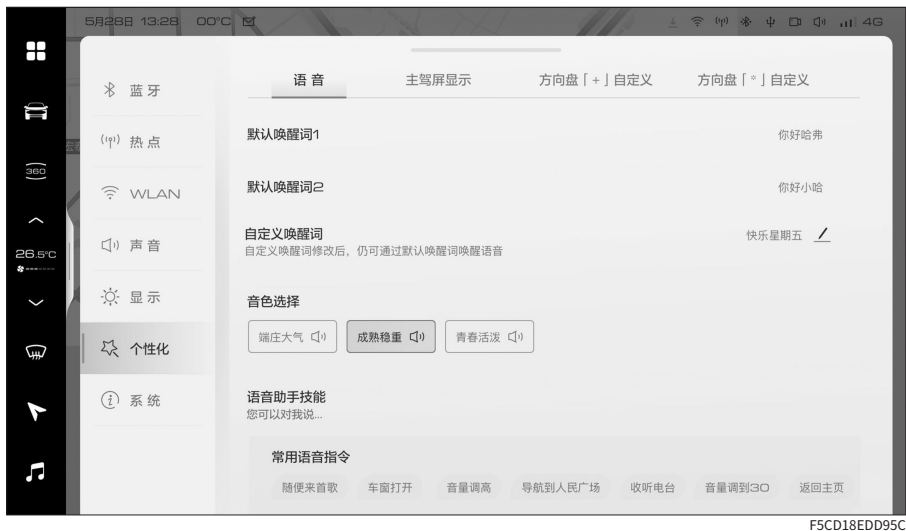 5月28日 13:28 00°C 4G
语音 主驾屏显示 方向盘「+」自定义 方向盘「*」自定义
蓝牙
热点
WLAN
声音
显示
个性化
系统
360
26.5°C
默认唤醒词1 你好哈弗
默认唤醒词2 你好小哈
自定义唤醒词 快乐星期五
自定义唤醒词修改后，仍可通过默认唤醒词唤醒语音
音色选择
端庄大气 成熟稳重 青春活泼
语音助手技能
您可以对我说...
常用语音指令
随便来首歌 车窗打开 音量调高 导航到人民广场 收听电台 音量调到30 返回主页
F5CD18EDD95C